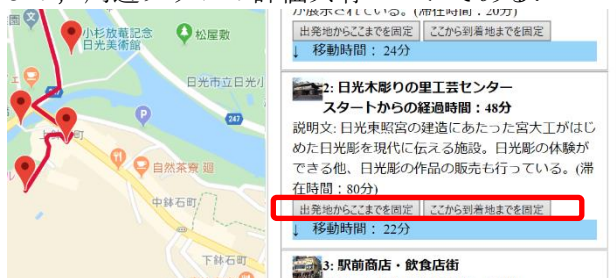 小杉放菴記念
日光美術館
松屋敷
日光市立日光小
247
自然茶寮 廻
中鉢石町
下鉢石町
が展示されている。(滞在時間：20分)
出発地からここまでを固定 ここから到着地までを固定
↓ 移動時間： 24分
2: 日光木彫りの里工芸センター
スタートからの経過時間：48分
説明文: 日光東照宮の建造にあたった宮大工がはじ
めた日光彫を現代に伝える施設。日光彫の体験が
できる他、日光彫の作品の販売も行っている。(滞
在時間：80分)
出発地からここまでを固定 ここから到着地までを固定
↓ 移動時間： 22分
3: 駅前商店・飲食店街